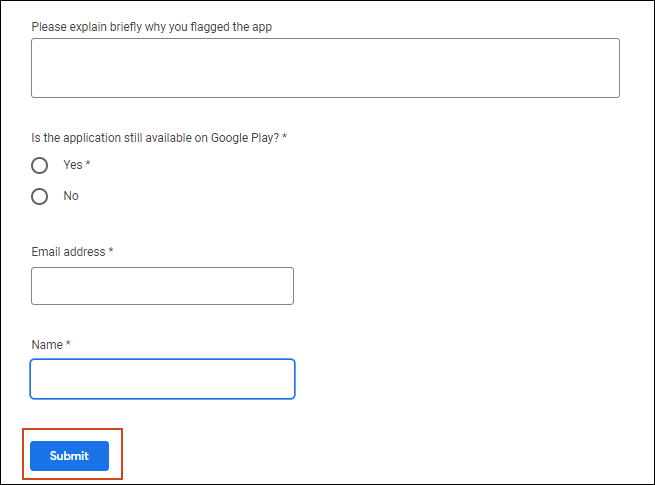 Please explain briefly why you flagged the app
Is the application still available on Google Play? *
Yes *
No
Email address *
Name *
Submit